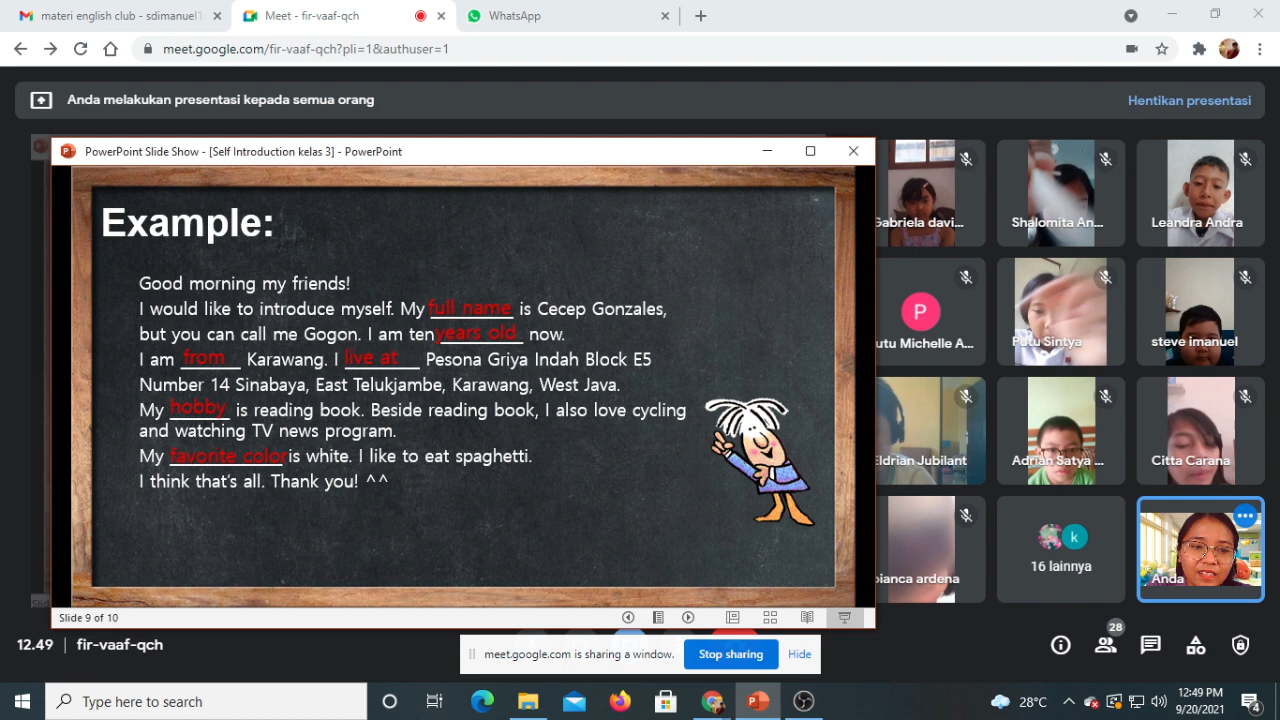 materi english club - sdimanuel1
Meet - fir-vaaf-qch
WhatsApp
meet.google.com/fir-vaaf-qch?pli=1&authuser=1
Anda melakukan presentasi kepada semua orang
Hentikan presentasi
PowerPoint Slide Show - [Self Introduction kelas 3] - PowerPoint
Example:
Good morning my friends!
I would like to introduce myself. My full name is Cecep Gonzales,
but you can call me Gogon. I am ten years old now.
I am from Karawang. I live at Pesona Griya Indah Block E5
Number 14 Sinabaya, East Telukjambe, Karawang, West Java.
My hobby is reading book. Beside reading book, I also love cycling
and watching TV news program.
My favorite color is white. I like to eat spaghetti.
I think that's all. Thank you! ^^
Slide 9 of 10
Gabriela davi...
Shalomita An...
Leandra Andra
P
Putu Michelle A...
Putu Sintya
steve imanuel
Eldrian Jubilant
Adrian Satya ...
Citta Carana
bianca ardena
k
16 lainnya
Anda
12.49 | fir-vaaf-qch
meet.google.com is sharing a window.
Stop sharing
Hide
28
Type here to search
28°C
12:49 PM
9/20/2021
4